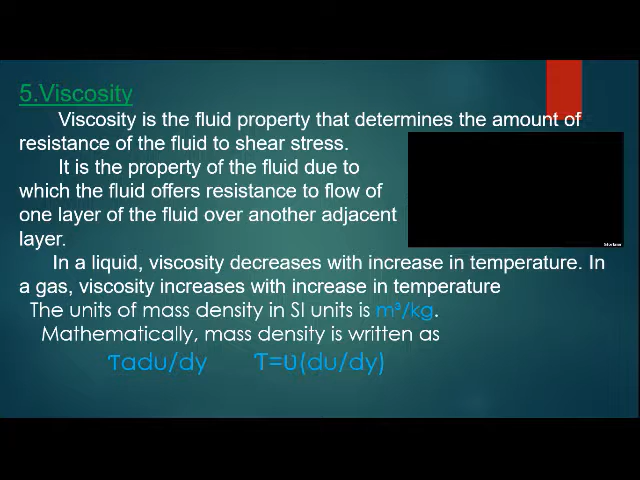 5.Viscosity
Viscosity is the fluid property that determines the amount of
resistance of the fluid to shear stress.
It is the property of the fluid due to
which the fluid offers resistance to flow of
one layer of the fluid over another adjacent
layer.
In a liquid, viscosity decreases with increase in temperature. In
a gas, viscosity increases with increase in temperature
The units of mass density in SI units is m³/kg.
Mathematically, mass density is written as
Ƭadu/dy Ƭ=ʋ(du/dy)